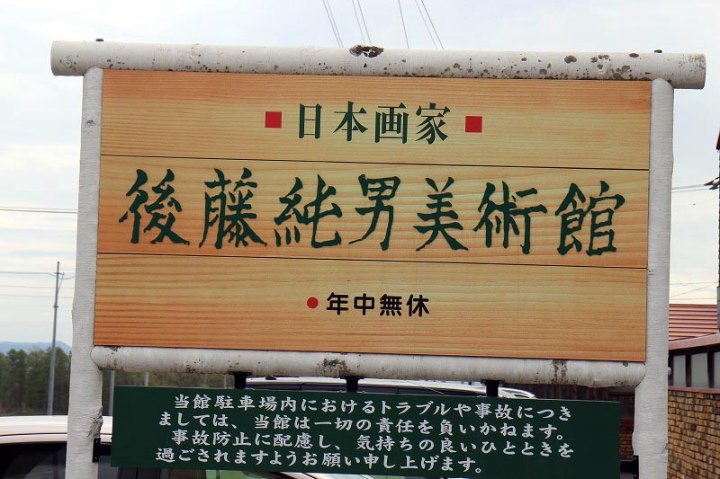 ■日本画家■
後藤純男美術館
●年中無休
当館駐車場内におけるトラブルや事故につき
ましては、当館は一切の責任を負いかねます。
事故防止に配慮し、気持ちの良いひとときを
過ごされますようお願い申し上げます。